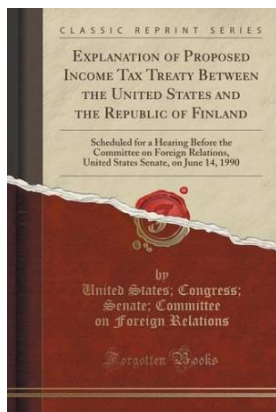 CLASSIC REPRINT SERIES
EXPLANATION OF PROPOSED
INCOME TAX TREATY BETWEEN
THE UNITED STATES AND
THE REPUBLIC OF FINLAND
Scheduled for a Hearing Before the
Committee on Foreign Relations,
United States Senate, on June 14, 1990
by
United States; Congress;
Senate; Committee
on Foreign Relations
Forgotten Books